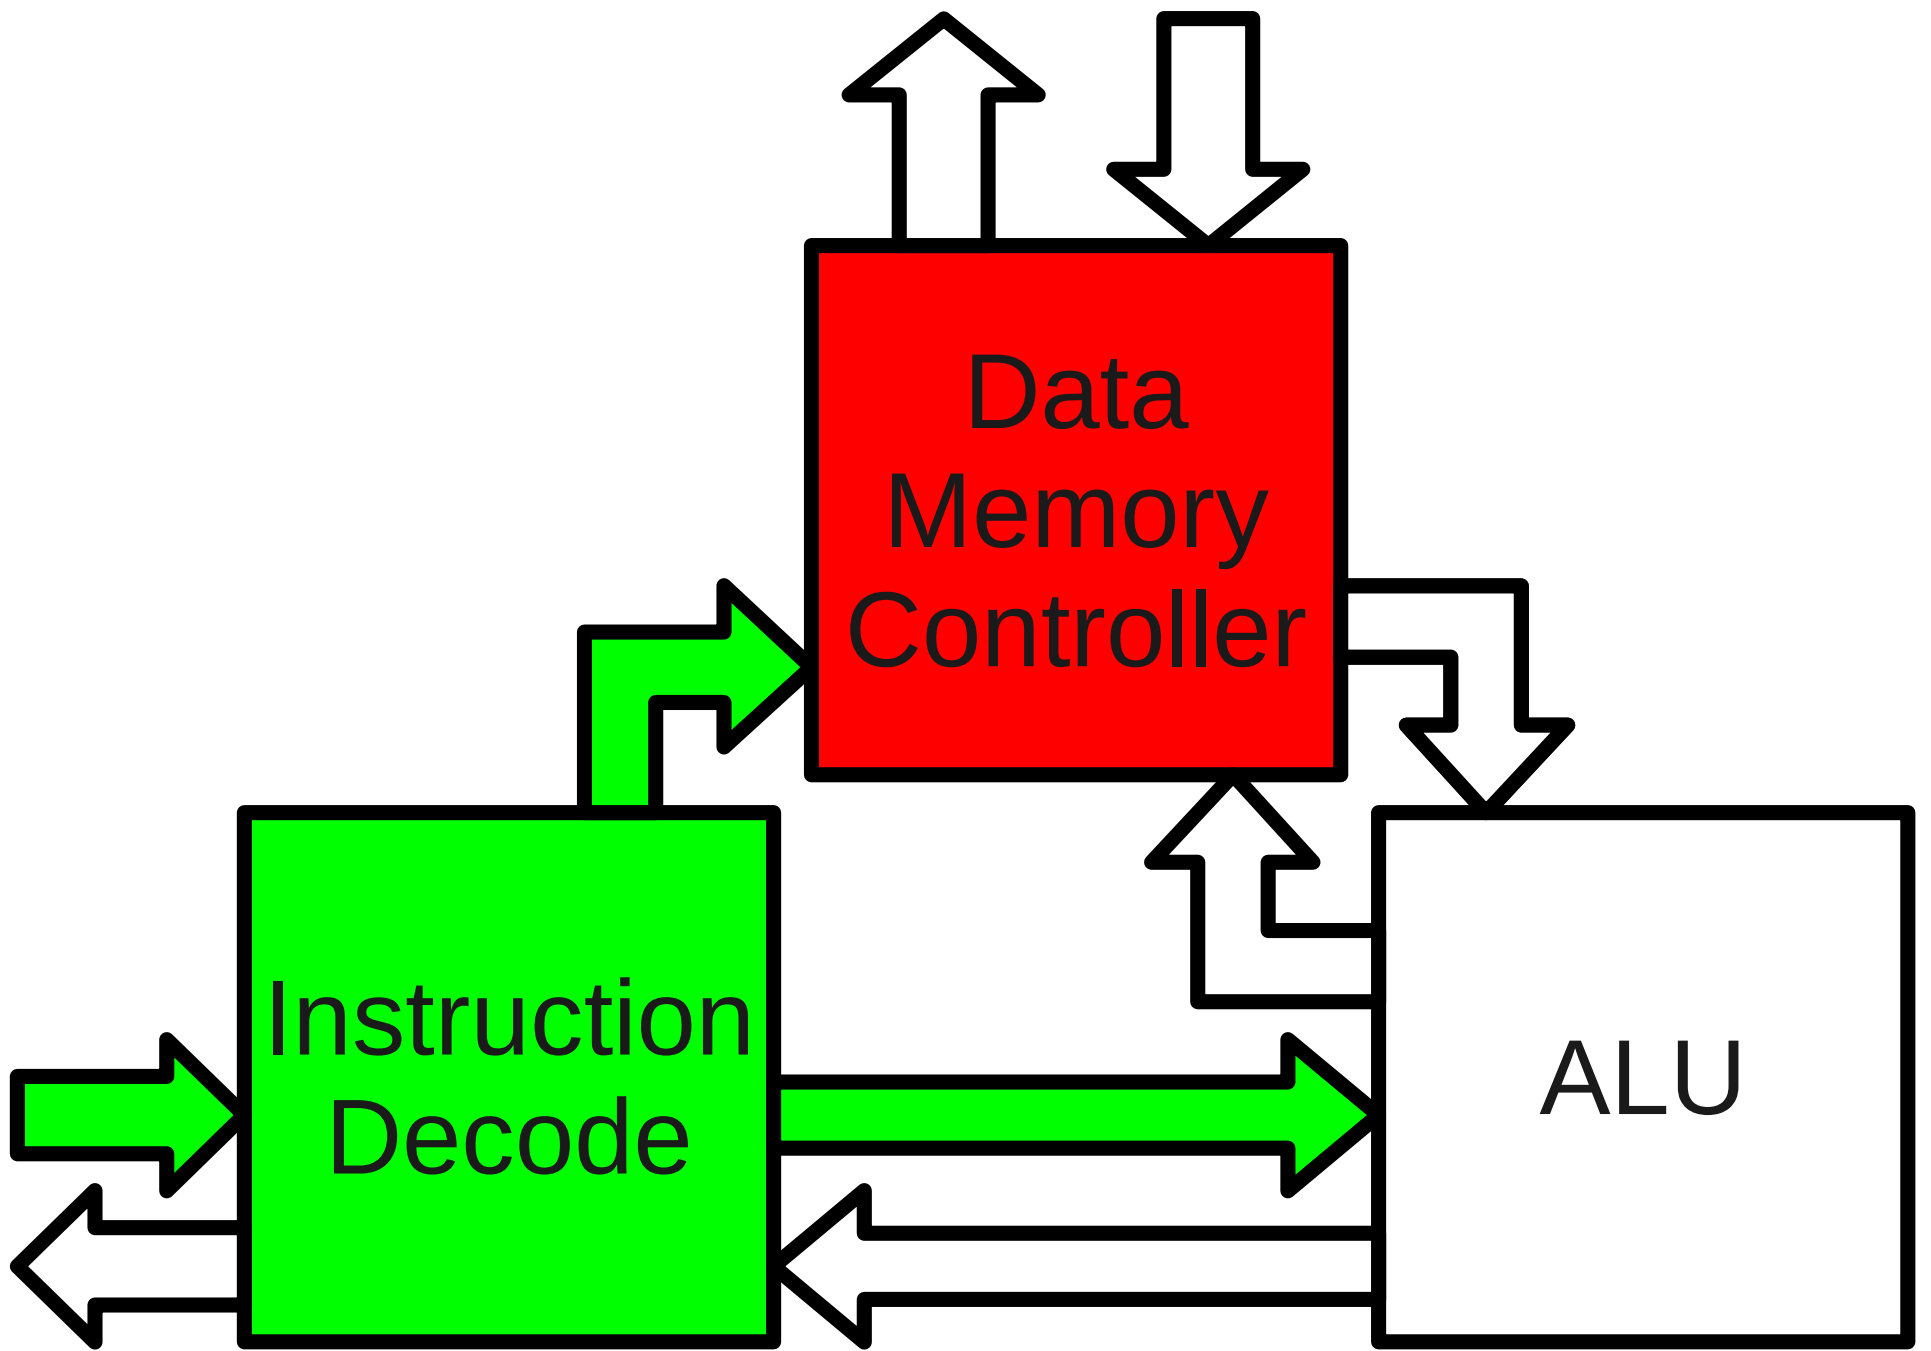 Data
Memory
Controller
Instruction
Decode
ALU